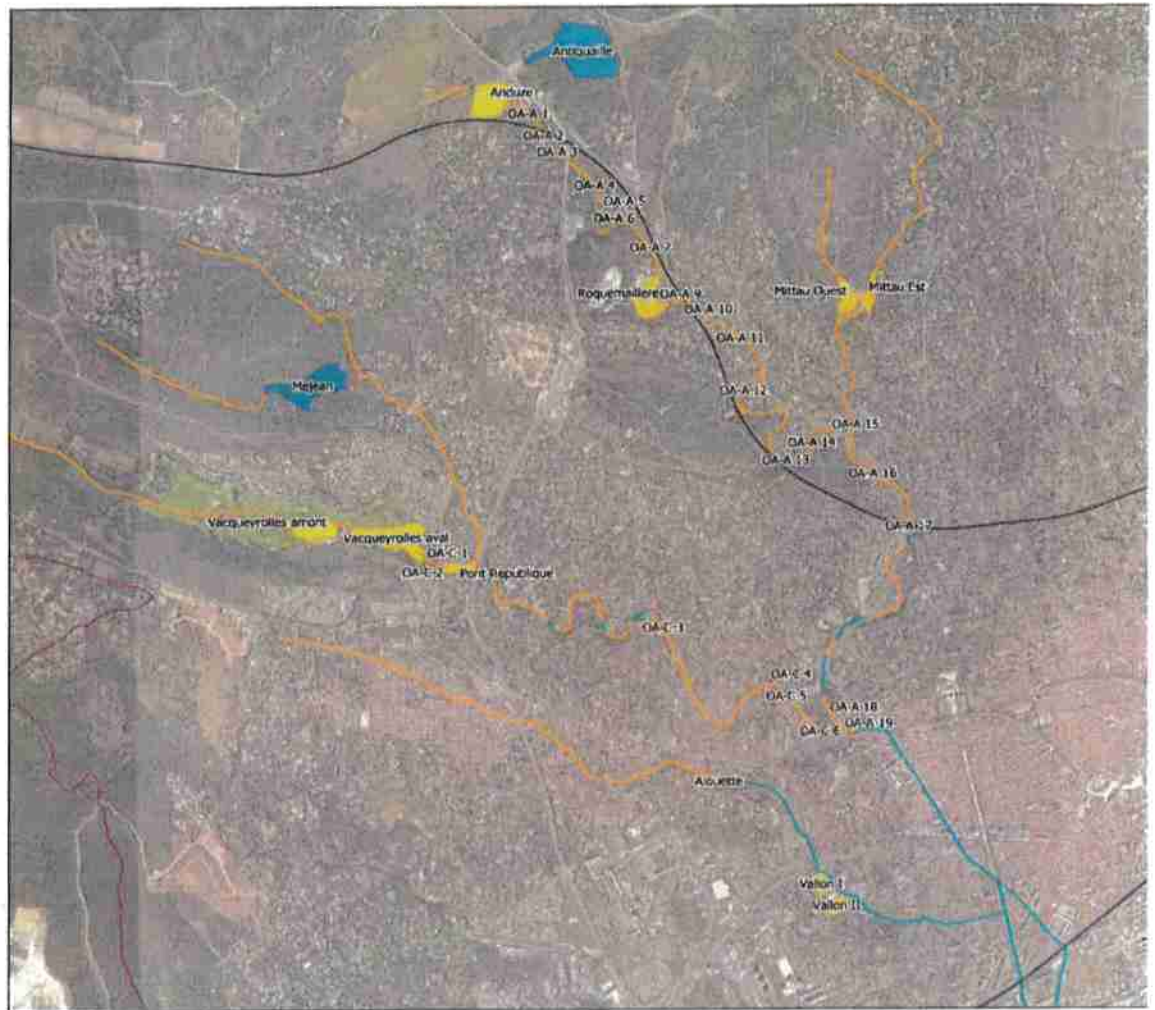 Antiquaille
Anduze
OA-A 1
OA-A 2
OA-A 3
OA-A 4
OA-A 5
OA-A 6
OA-A 7
Roquemaillere
OA-A 9
OA-A 10
Mittau Ouest
Mittau Est
OA-A 11
Mejean
OA-A 12
OA-A 15
OA-A 14
OA-A 13
OA-A 16
Vacqueyrolles amont
OA-A 17
Vacqueyrolles aval
OA-C-1
OA-C-2
Pont Republique
OA-C-3
OA-C-4
OA-C-5
OA-A 18
OA-A 19
OA-C 6
Alouette
Vallon I
Vallon II